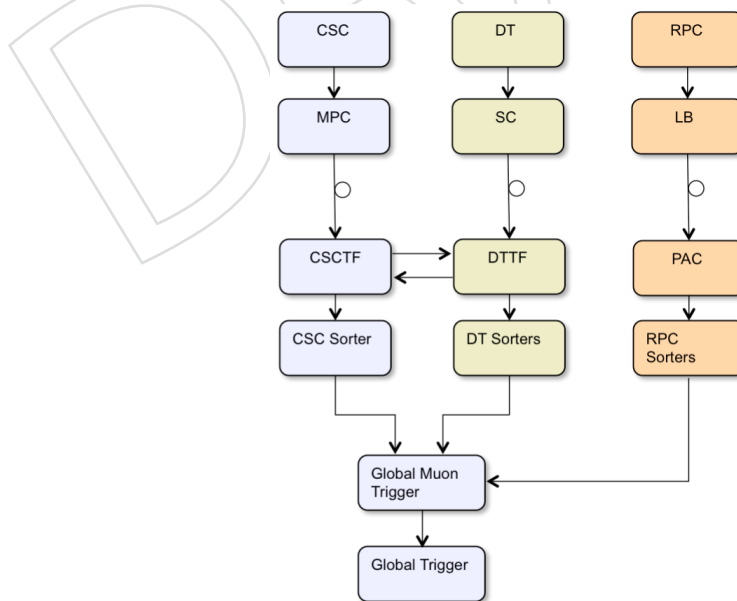 CSC
DT
RPC
MPC
SC
LB
CSCTF
DTTF
PAC
CSC Sorter
DT Sorters
RPC
Sorters
Global Muon
Trigger
Global Trigger